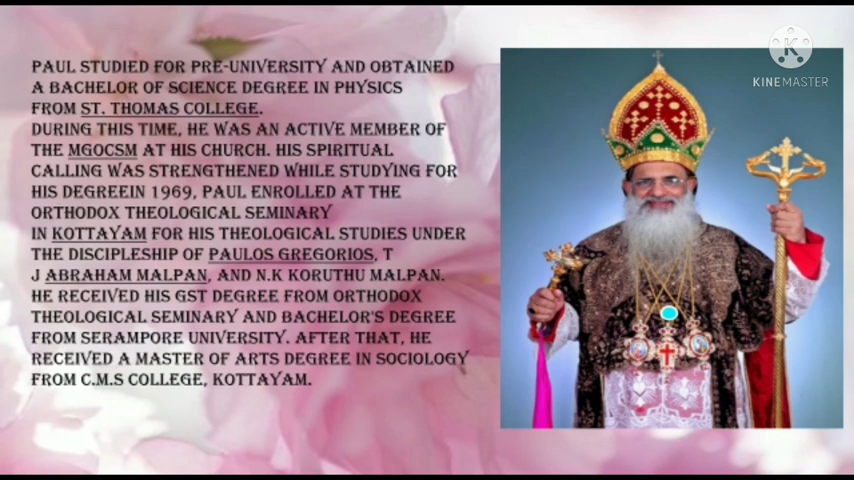 PAUL STUDIED FOR PRE-UNIVERSITY AND OBTAINED
A BACHELOR OF SCIENCE DEGREE IN PHYSICS
FROM ST. THOMAS COLLEGE.
DURING THIS TIME, HE WAS AN ACTIVE MEMBER OF
THE MGOCSM AT HIS CHURCH. HIS SPIRITUAL
CALLING WAS STRENGTHENED WHILE STUDYING FOR
HIS DEGREEIN 1969, PAUL ENROLLED AT THE
ORTHODOX THEOLOGICAL SEMINARY
IN KOTTAYAM FOR HIS THEOLOGICAL STUDIES UNDER
THE DISCIPLESHIP OF PAULOS GREGORIOS, T
J ABRAHAM MALPAN, AND N.K KORUTHU MALPAN.
HE RECEIVED HIS GST DEGREE FROM ORTHODOX
THEOLOGICAL SEMINARY AND BACHELOR'S DEGREE
FROM SERAMPORE UNIVERSITY. AFTER THAT, HE
RECEIVED A MASTER OF ARTS DEGREE IN SOCIOLOGY
FROM C.M.S COLLEGE, KOTTAYAM.
K
KINEMASTER